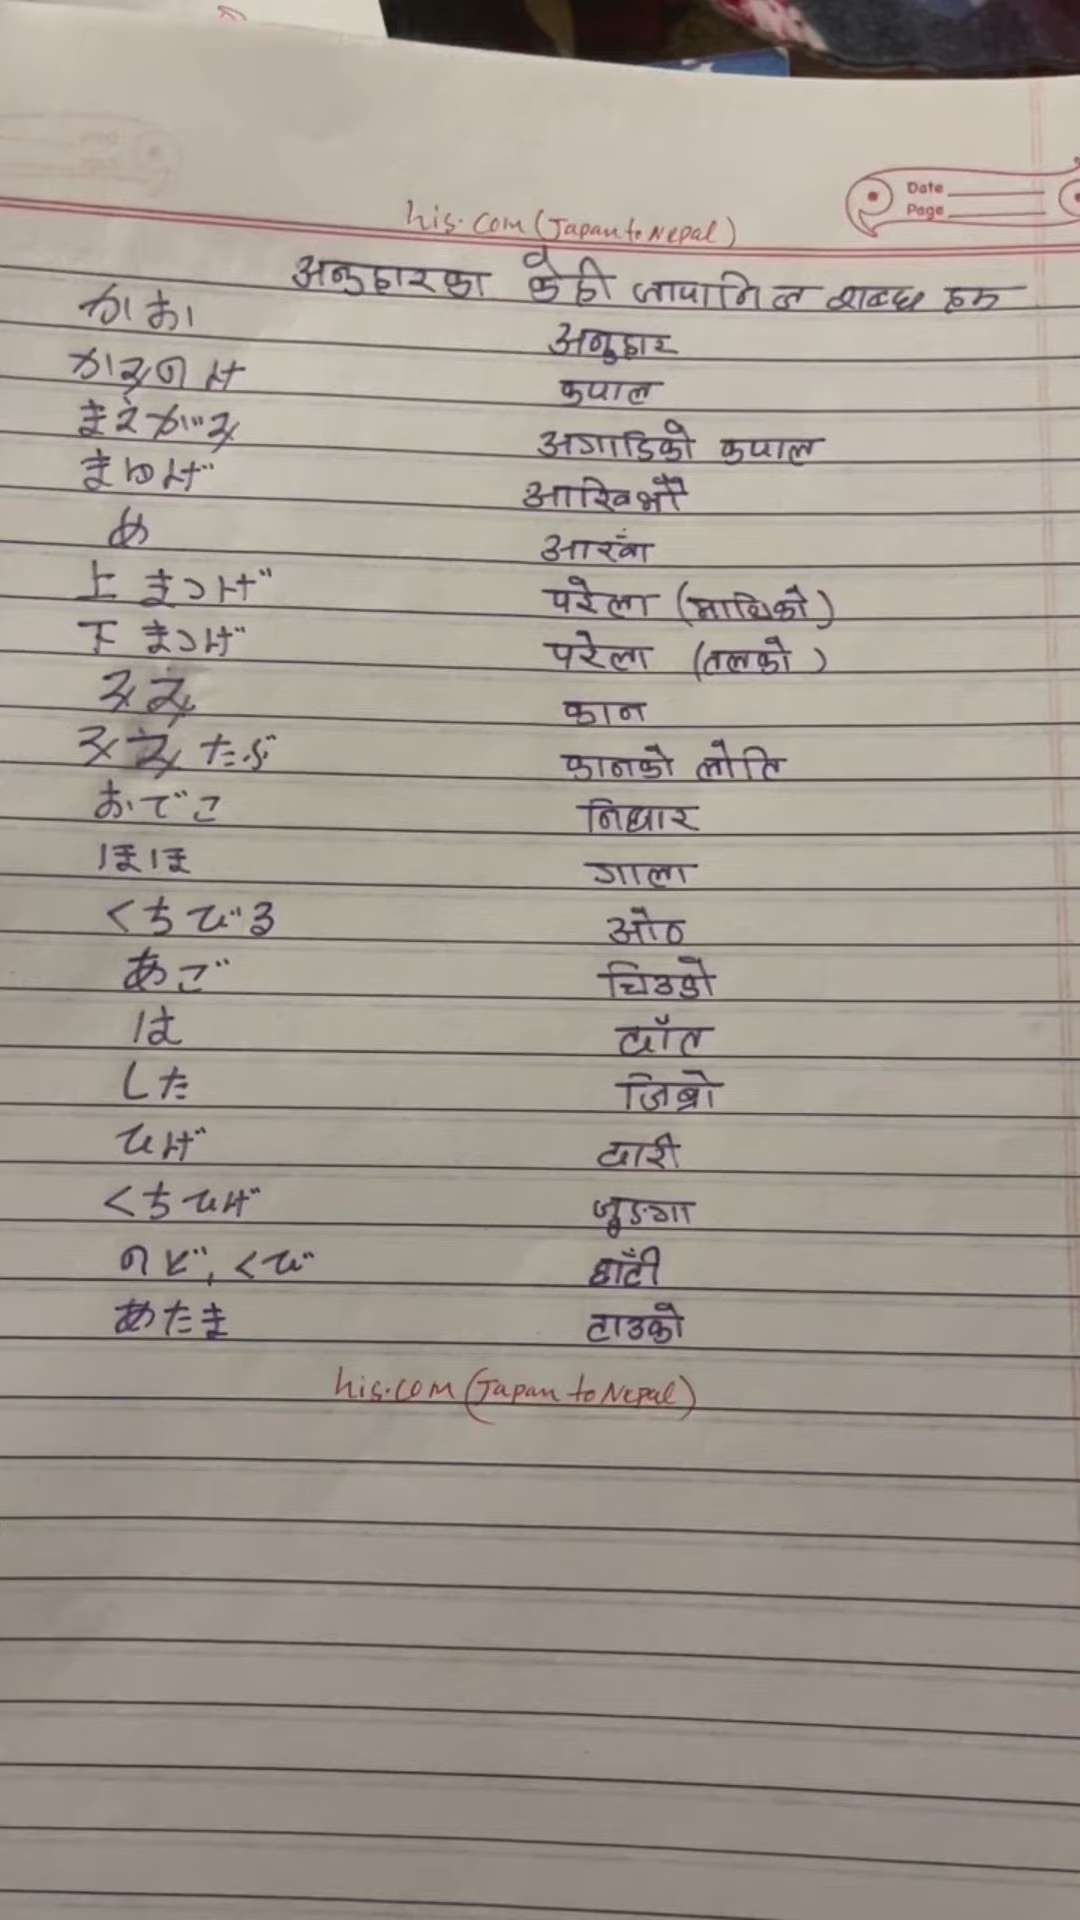 Date
Page
his.com (Japan to Nepal)
अनुहारका केही जापानिज शब्द हरु
かお अनुहार
かみのけ कपाल
まえがみ अगाडिको कपाल
まゆげ आखिभौ
め आँखा
上 まつげ परेला (माथिको)
下 まつげ परेला (तलको)
みみ कान
みみたぶ कानको लोति
おでこ निधार
ほほ गाला
くちびる ओठ
あご चिउडो
は दाँत
した जिब्रो
ひげ दारी
くちひげ जुङ्गा
のど, くび घाँटी
あたま टाउको
his.com (Japan to Nepal)